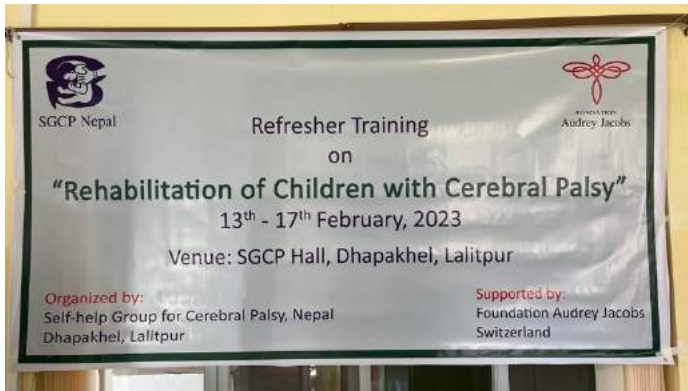 SGCP Nepal
FOUNDATION
Audrey Jacobs
Refresher Training
on
“Rehabilitation of Children with Cerebral Palsy”
13th - 17th February, 2023
Venue: SGCP Hall, Dhapakhel, Lalitpur
Organized by:
Self-help Group for Cerebral Palsy, Nepal
Dhapakhel, Lalitpur
Supported by:
Foundation Audrey Jacobs
Switzerland